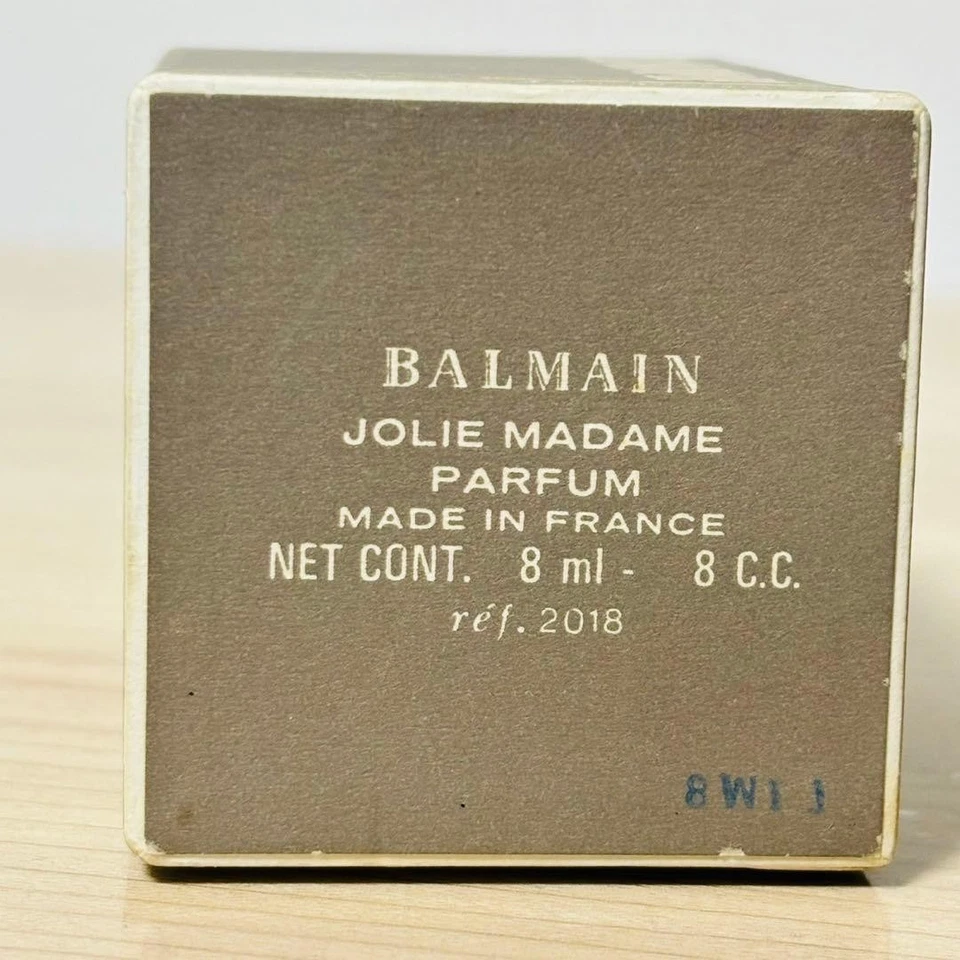 BALMAIN
JOLIE MADAME
PARFUM
MADE IN FRANCE
NET CONT. 8 ml - 8 C.C.
réf. 2018